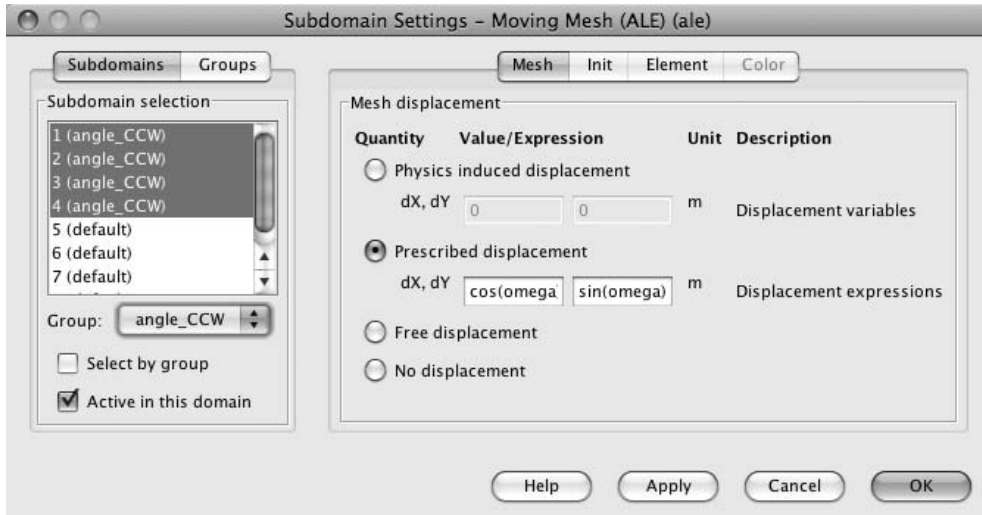 Subdomain Settings – Moving Mesh (ALE) (ale)
Subdomains Groups
Subdomain selection
1 (angle_CCW)
2 (angle_CCW)
3 (angle_CCW)
4 (angle_CCW)
5 (default)
6 (default)
7 (default)
Group: angle_CCW
Select by group
Active in this domain
Mesh Init Element Color
Mesh displacement
Quantity Value/Expression Unit Description
Physics induced displacement
dX, dY 0 0 m Displacement variables
Prescribed displacement
dX, dY cos(omega) sin(omega) m Displacement expressions
Free displacement
No displacement
Help Apply Cancel OK